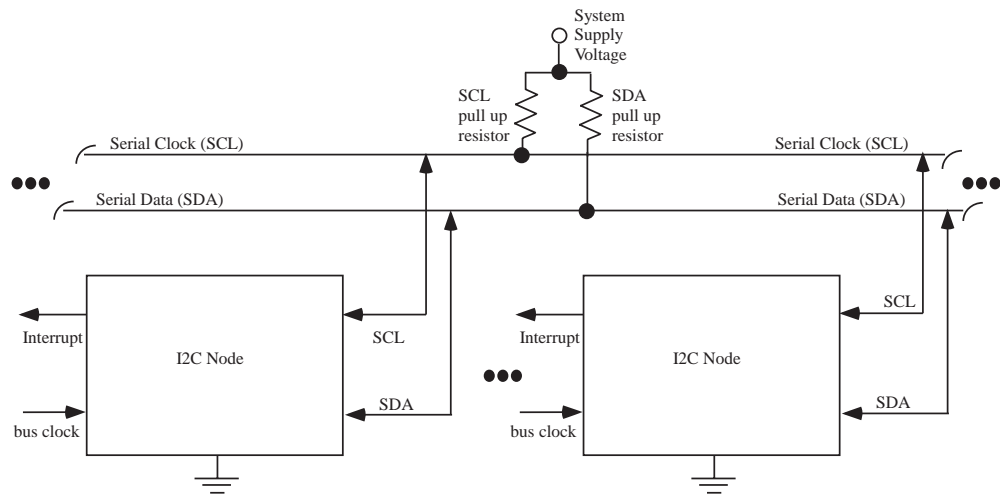 System
Supply
Voltage
SCL
pull up
resistor
SDA
pull up
resistor
Serial Clock (SCL)
Serial Clock (SCL)
Serial Data (SDA)
Serial Data (SDA)
Interrupt
I2C Node
SCL
SDA
bus clock
Interrupt
I2C Node
SCL
SDA
bus clock